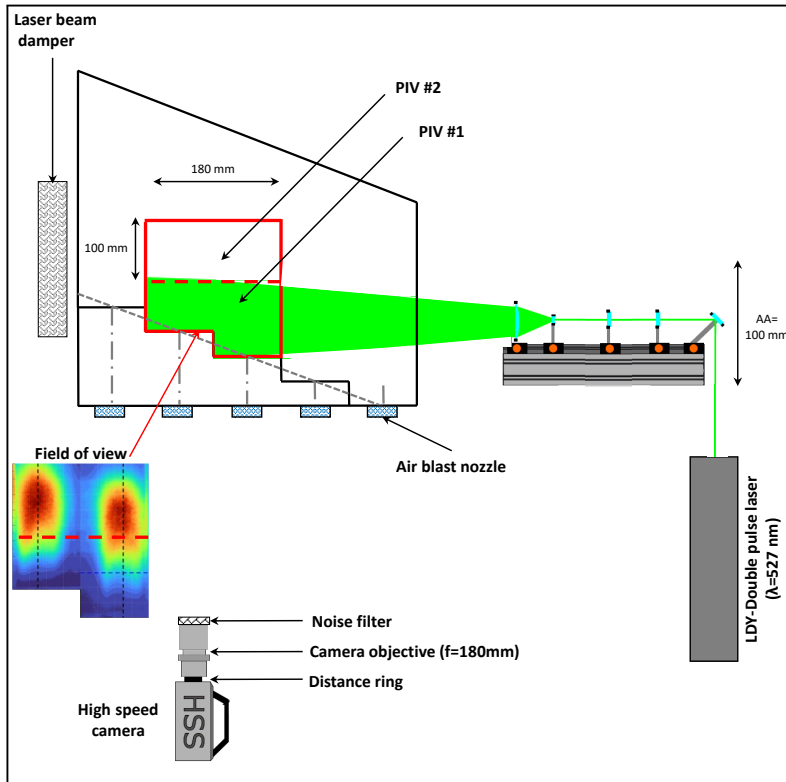 Laser beam
damper
PIV #2
PIV #1
180 mm
100 mm
AA=
100 mm
Field of view
Air blast nozzle
LDY-Double pulse laser
(λ=527 nm)
Noise filter
Camera objective (f=180mm)
Distance ring
High speed
camera
HSS